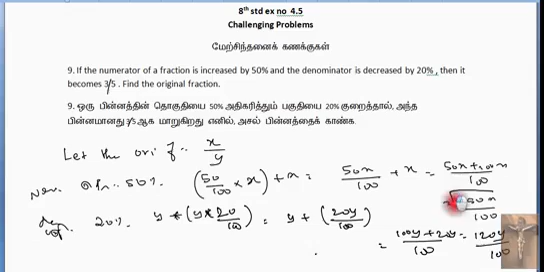 8th std ex no 4.5
Challenging Problems
மேற்சிந்தனைக் கணக்குகள்
9. If the numerator of a fraction is increased by 50% and the denominator is decreased by 20% , then it
becomes 3/5 . Find the original fraction.
9. ஒரு பின்னத்தின் தொகுதியை 50% அதிகரித்தும் பகுதியை 20% குறைத்தால், அந்த
பின்னமானது 3/5 ஆக மாறுகிறது எனில், அசல் பின்னத்தைக் காண்க.
Let the ori f : x/y
50% (50/100 × x) + x = 50x/100 + x = 50x+100x/100
= 150x/100
20% y + (y × 20/100) = y + (20y/100)
= 100y + 20y/100 = 120y/100